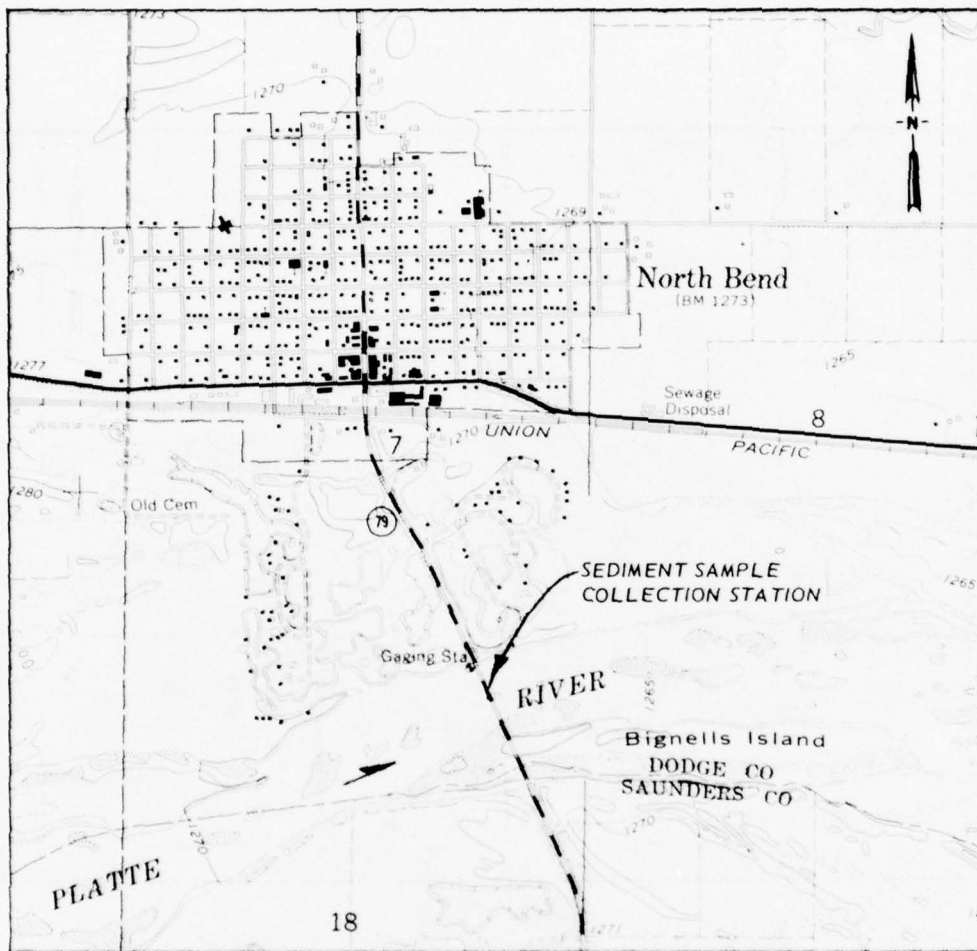 1273
1270
N
1269
North Bend
(BM 1273)
1277
1265
Sewage
Disposal
8
1270
UNION
PACIFIC
7
1280
Old Cem
79
SEDIMENT SAMPLE
COLLECTION STATION
1265
Gaging Sta
RIVER
1265
Bignells Island
DODGE CO
SAUNDERS CO
1270
1270
PLATTE
18
1271